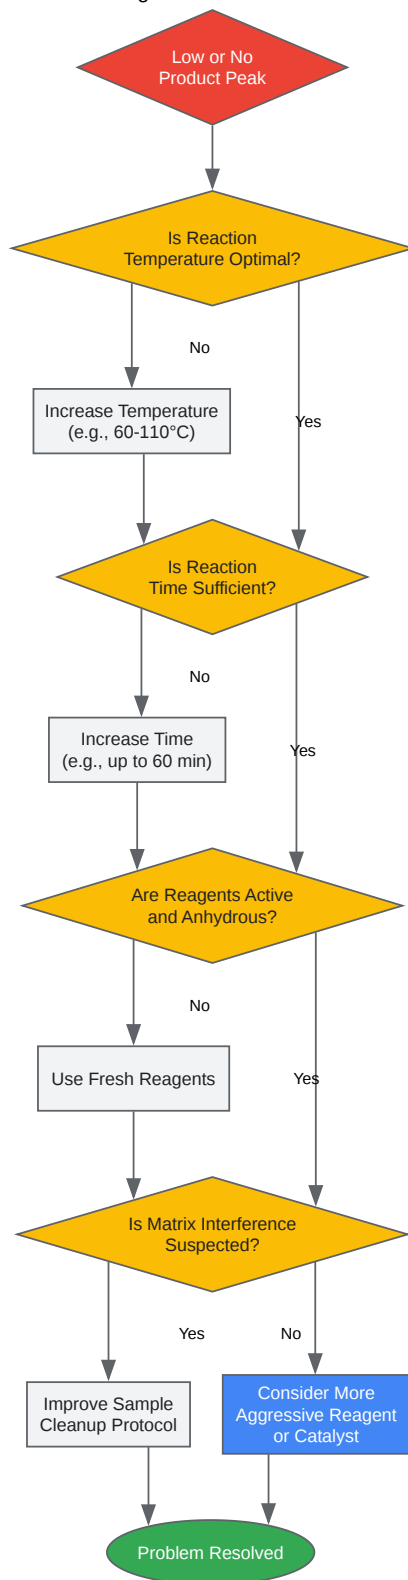 Low or No
Product Peak
Is Reaction
Temperature Optimal?
No
Increase Temperature
(e.g., 60-110°C)
Yes
Is Reaction
Time Sufficient?
No
Increase Time
(e.g., up to 60 min)
Yes
Are Reagents Active
and Anhydrous?
No
Use Fresh Reagents
Yes
Is Matrix Interference
Suspected?
Yes
No
Improve Sample
Cleanup Protocol
Consider More
Aggressive Reagent
or Catalyst
Problem Resolved